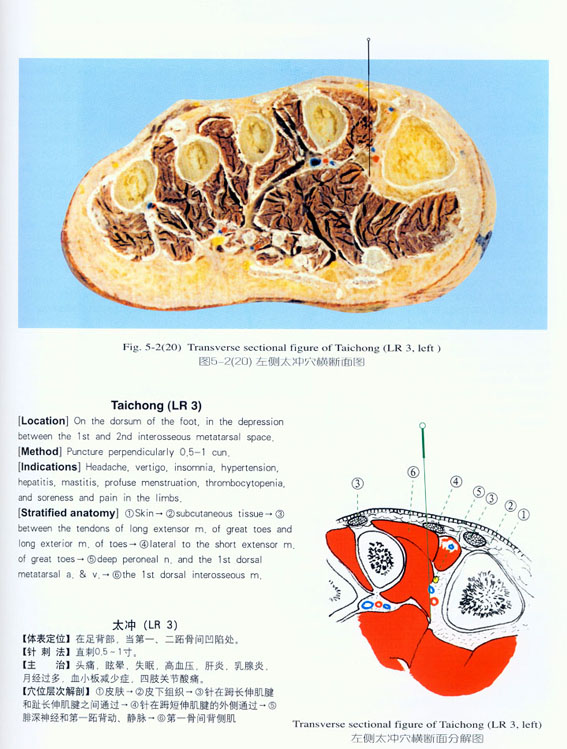 Fig. 5-2(20) Transverse sectional figure of Taichong (LR 3, left )
图5-2(20) 左侧太冲穴横断面图
Taichong (LR 3)
[Location] On the dorsum of the foot, in the depression
between the 1st and 2nd interosseous metatarsal space.
[Method] Puncture perpendicularly 0.5~1 cun.
[Indications] Headache, vertigo, insomnia, hypertension,
hepatitis, mastitis, profuse menstruation, thrombocytopenia,
and soreness and pain in the limbs.
[Stratified anatomy] ①Skin→ ②subcutaneous tissue→ ③
between the tendons of long extensor m. of great toes and
long exterior m. of toes→ ④lateral to the short extensor m.
of great toes→ ⑤deep peroneal n. and the 1st dorsal
metatarsal a. & v.→ ⑥the 1st dorsal interosseous m.
太冲 (LR 3)
【体表定位】在足背部，当第一、二跖骨间凹陷处。
【针 刺 法】直刺0.5~1寸。
【主 治】头痛，眩晕，失眠，高血压，肝炎，乳腺炎，
月经过多，血小板减少症，四肢关节酸痛。
【穴位层次解剖】①皮肤→②皮下组织→③针在踇长伸肌腱
和趾长伸肌腱之间通过→④针在踇短伸肌腱的外侧通过→⑤
腓深神经和第一跖背动、静脉→⑥第一骨间背侧肌
③
⑥
④
⑤
③
②
①
Transverse sectional figure of Taichong (LR 3, left)
左侧太冲穴横断面分解图